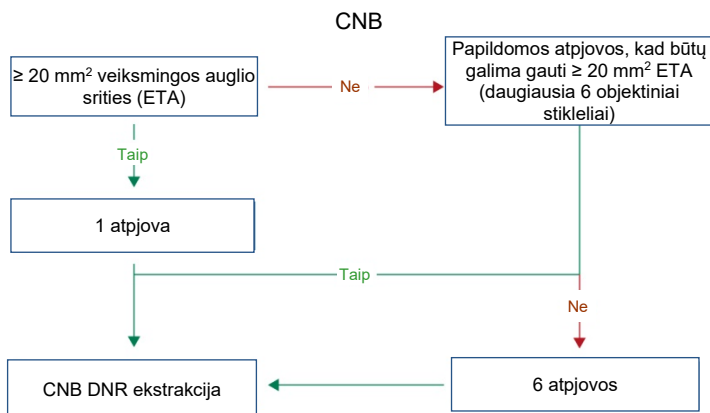 CNB
≥ 20 mm² veiksmingos auglio
srities (ETA)
Ne
Papildomos atpjovos, kad būtų
galima gauti ≥ 20 mm² ETA
(daugiausia 6 objektiniai
stikleliai)
Taip
1 atpjova
Taip
Ne
CNB DNR ekstrakcija
6 atpjovos